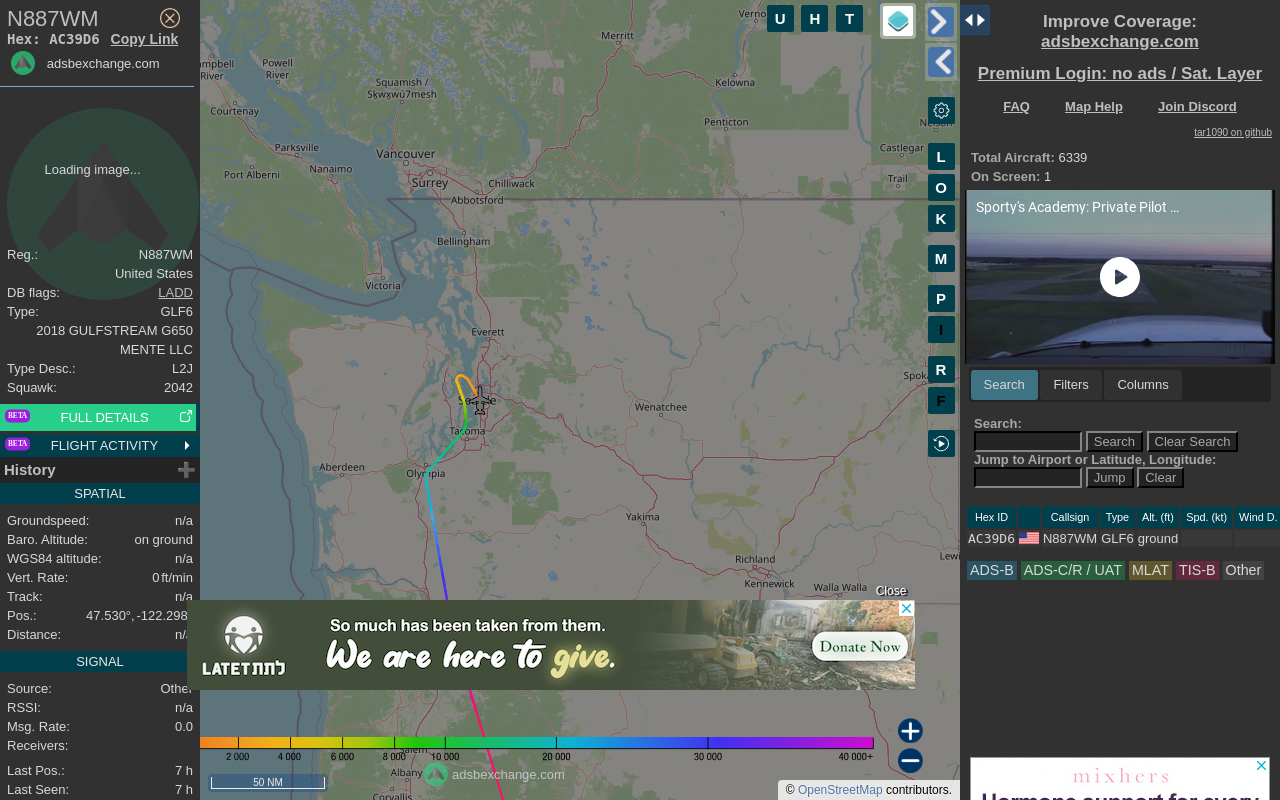 N887WM
Hex: AC39D6 Copy Link
adsbexchange.com
Loading image...
Reg.: N887WM
United States
DB flags: LADD
Type: GLF6
2018 GULFSTREAM G650
MENTE LLC
Type Desc.: L2J
Squawk: 2042
BETA FULL DETAILS
BETA FLIGHT ACTIVITY
History
SPATIAL
Groundspeed: n/a
Baro. Altitude: on ground
WGS84 altitude: n/a
Vert. Rate: 0 ft/min
Track: n/a
Pos.: 47.530°, -122.298
Distance: n/a
SIGNAL
Source: Other
RSSI: n/a
Msg. Rate: 0.0
Receivers:
Last Pos.: 7 h
Last Seen: 7 h
U H T
L
O
K
M
P
I
R
F
Merritt
Powell
River
River
Squamish /
Sḵwx̱wú7mesh
Kelowna
Courtenay
Penticton
Parksville
Vancouver
Castlegar
Nanaimo
Port Alberni
Surrey
Chilliwack
Trail
Abbotsford
Bellingham
Victoria
Everett
Wenatchee
Tacoma
Aberdeen
Olympia
Yakima
Richland
Kennewick
Walla Walla
Close
LATET לתת
So much has been taken from them.
We are here to give.
Donate Now
2 000 4 000 6 000 8 000 10 000 20 000 30 000 40 000+
50 NM
Albany
Corvallis
adsbexchange.com
© OpenStreetMap contributors.
Improve Coverage:
adsbexchange.com
Premium Login: no ads / Sat. Layer
FAQ Map Help Join Discord
tar1090 on github
Total Aircraft: 6339
On Screen: 1
Sporty's Academy: Private Pilot ...
Search Filters Columns
Search:
Search Clear Search
Jump to Airport or Latitude, Longitude:
Jump Clear
Hex ID Callsign Type Alt. (ft) Spd. (kt) Wind D.
AC39D6 N887WM GLF6 ground
ADS-B ADS-C/R / UAT MLAT TIS-B Other
mixhers
Hormone support for every